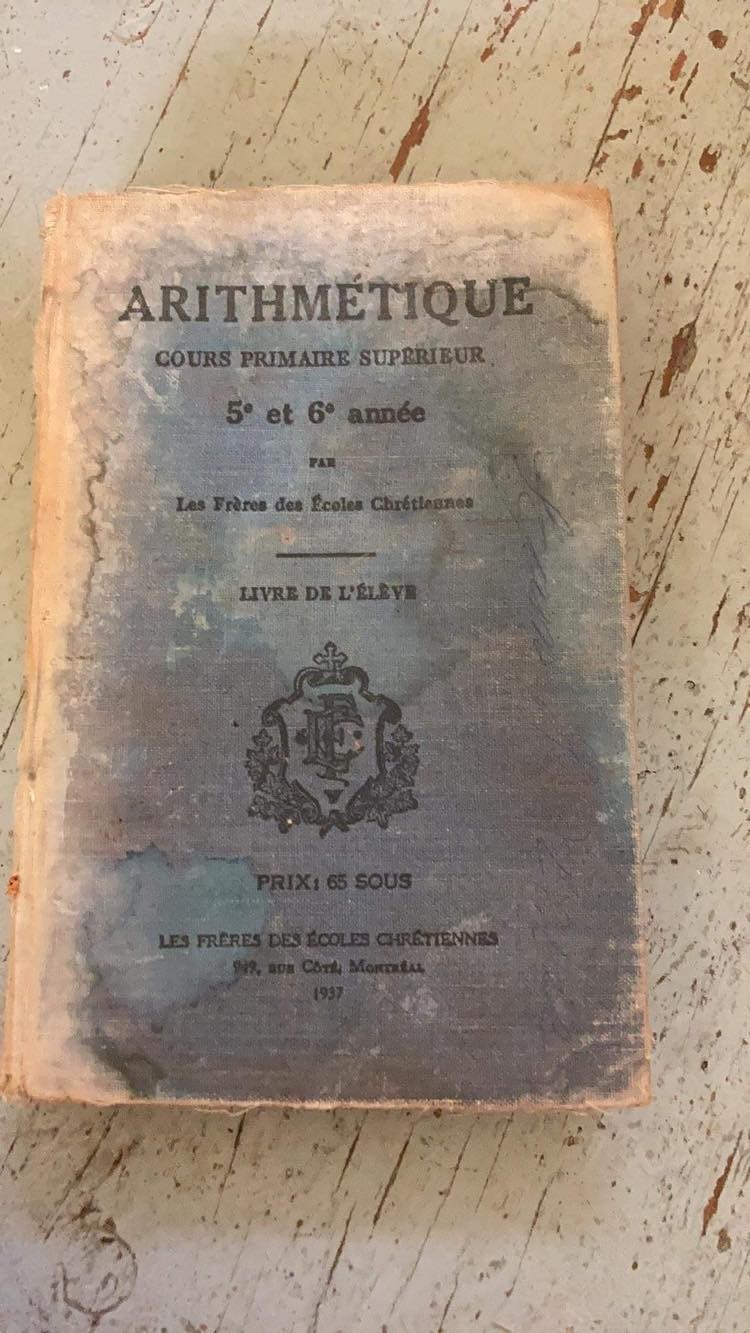 ARITHMÉTIQUE
COURS PRIMAIRE SUPÉRIEUR
5e et 6e année
PAR
Les Frères des Écoles Chrétiennes
LIVRE DE L'ÉLÈVE
PRIX: 65 SOUS
LES FRÈRES DES ÉCOLES CHRÉTIENNES
949, RUE CÔTÉ, MONTRÉAL
1937